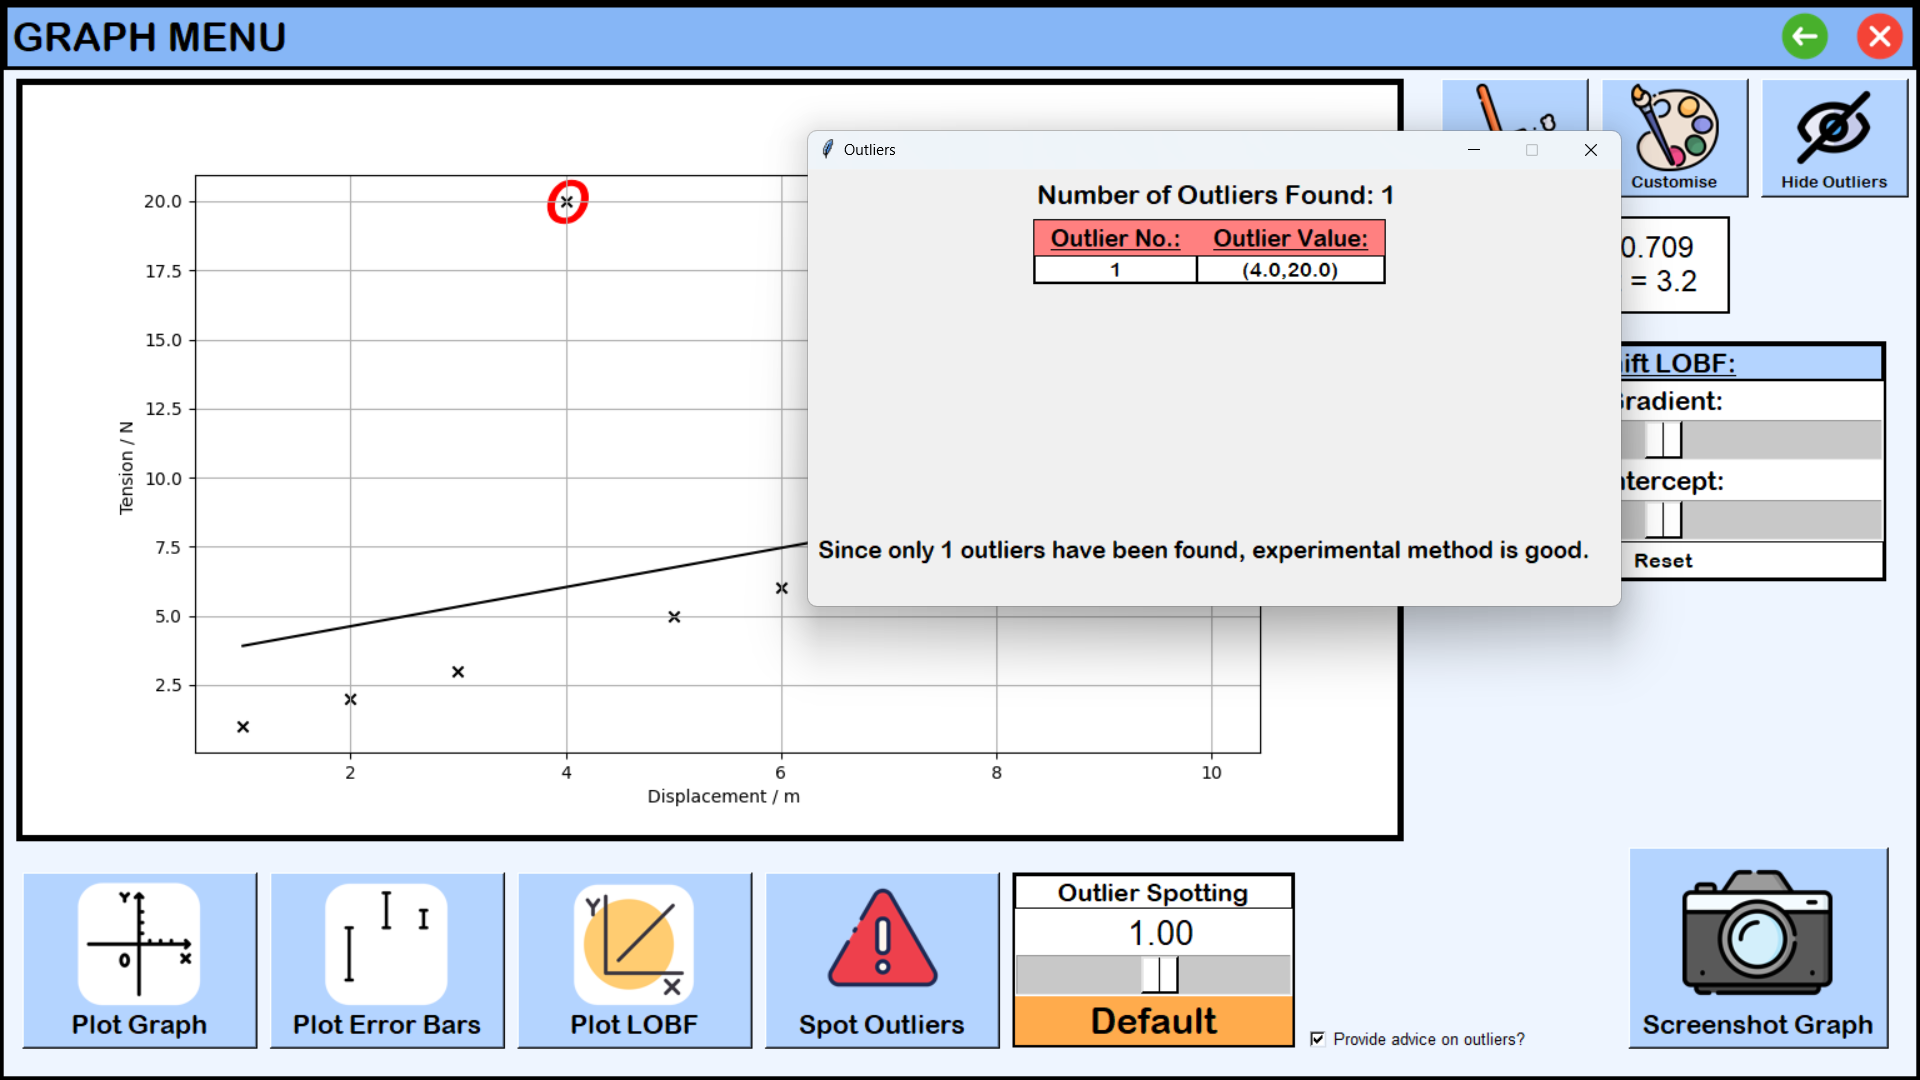 GRAPH MENU
Customise
Hide Outliers
Outliers
Number of Outliers Found: 1
Outlier No.: Outlier Value:
1 (4.0,20.0)
Since only 1 outliers have been found, experimental method is good.
0.709
= 3.2
ift LOBF:
radient:
ntercept:
Reset
20.0
17.5
15.0
12.5
10.0
7.5
5.0
2.5
Tension / N
2 4 6 8 10
Displacement / m
Y
0 X
Plot Graph
Plot Error Bars
Y
X
Plot LOBF
Spot Outliers
Outlier Spotting
1.00
Default
Provide advice on outliers?
Screenshot Graph